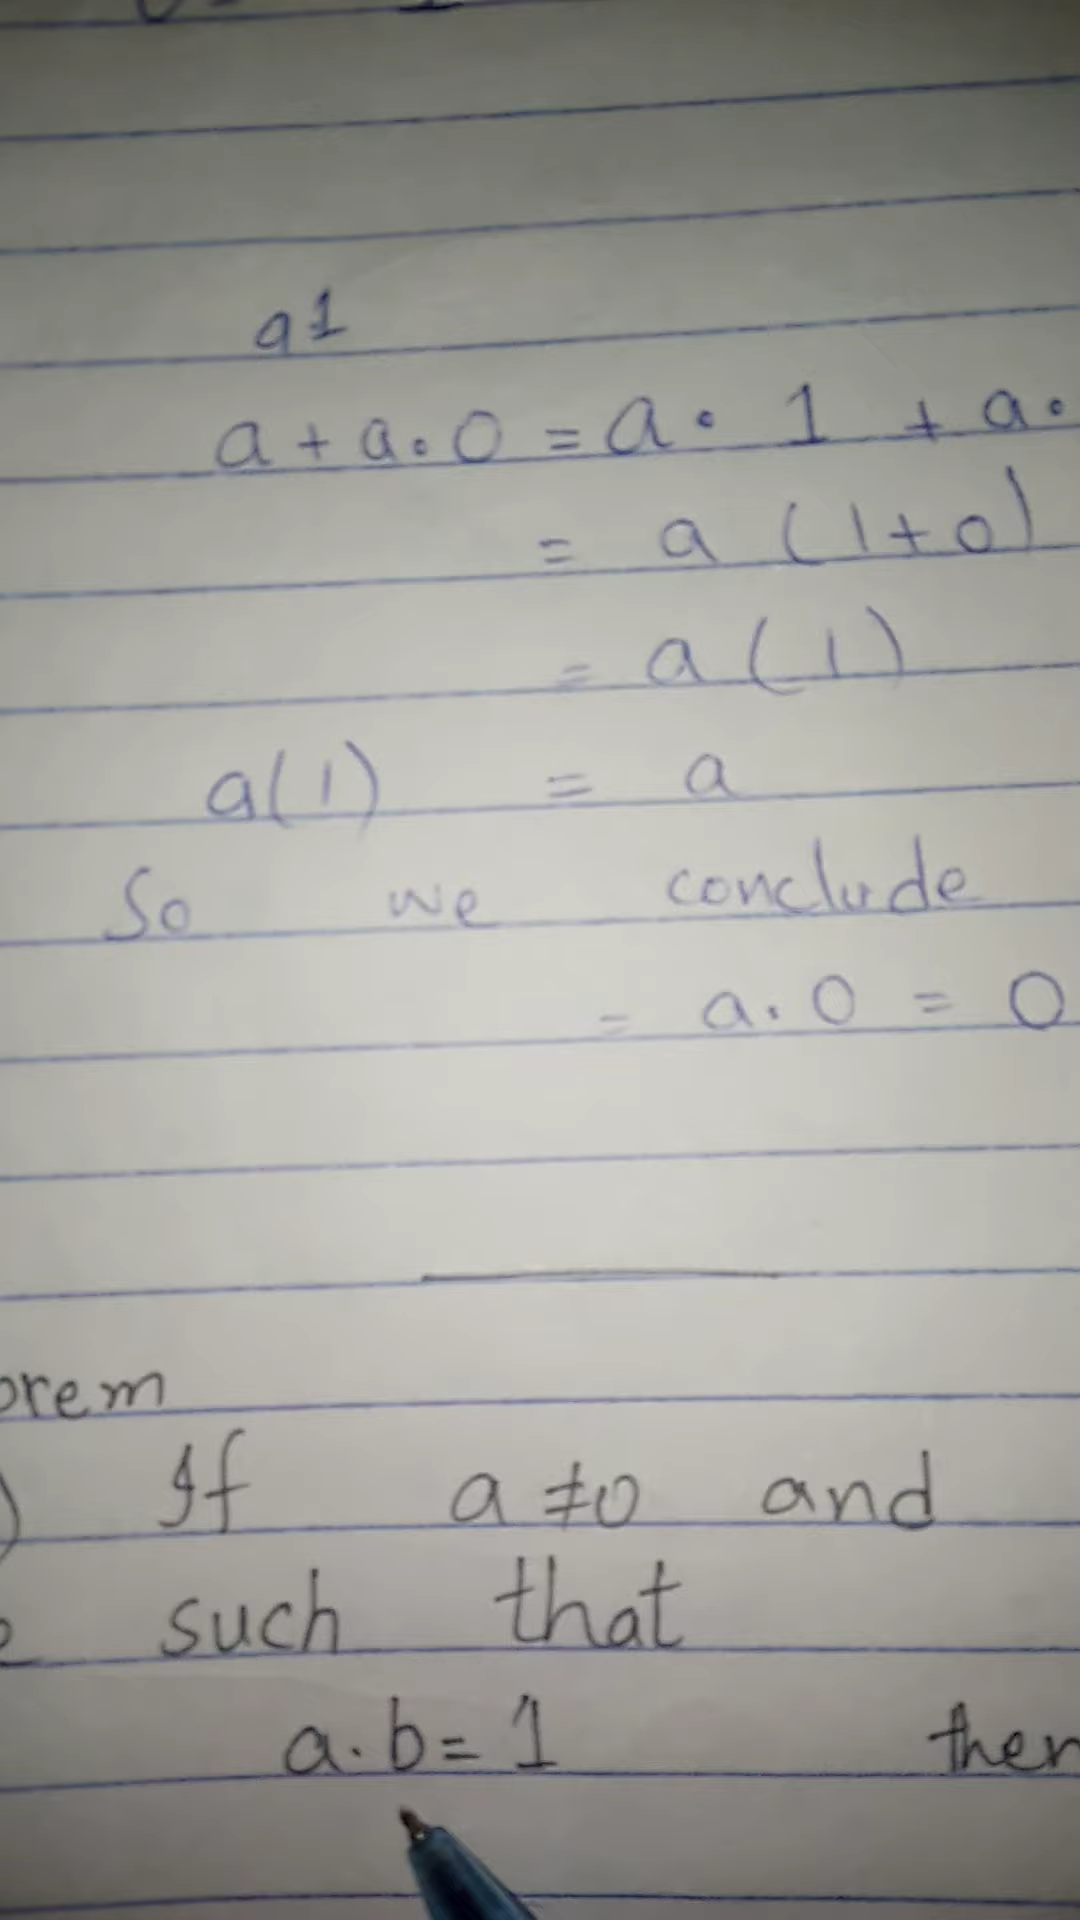 a1
a + a.0 = a. 1 + a.
= a (1+0)
= a (1)
a(1) = a
So we conclude
= a.0 = 0
orem
) If a ≠0 and
such that
a.b= 1 then